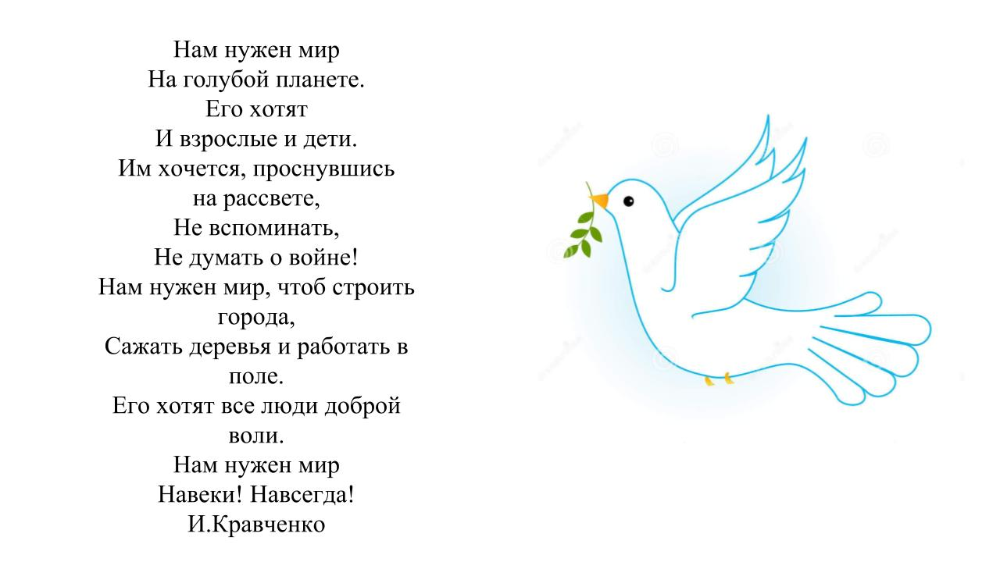 Нам нужен мир
На голубой планете.
Его хотят
И взрослые и дети.
Им хочется, проснувшись
на рассвете,
Не вспоминать,
Не думать о войне!
Нам нужен мир, чтоб строить
города,
Сажать деревья и работать в
поле.
Его хотят все люди доброй
воли.
Нам нужен мир
Навеки! Навсегда!
И.Кравченко